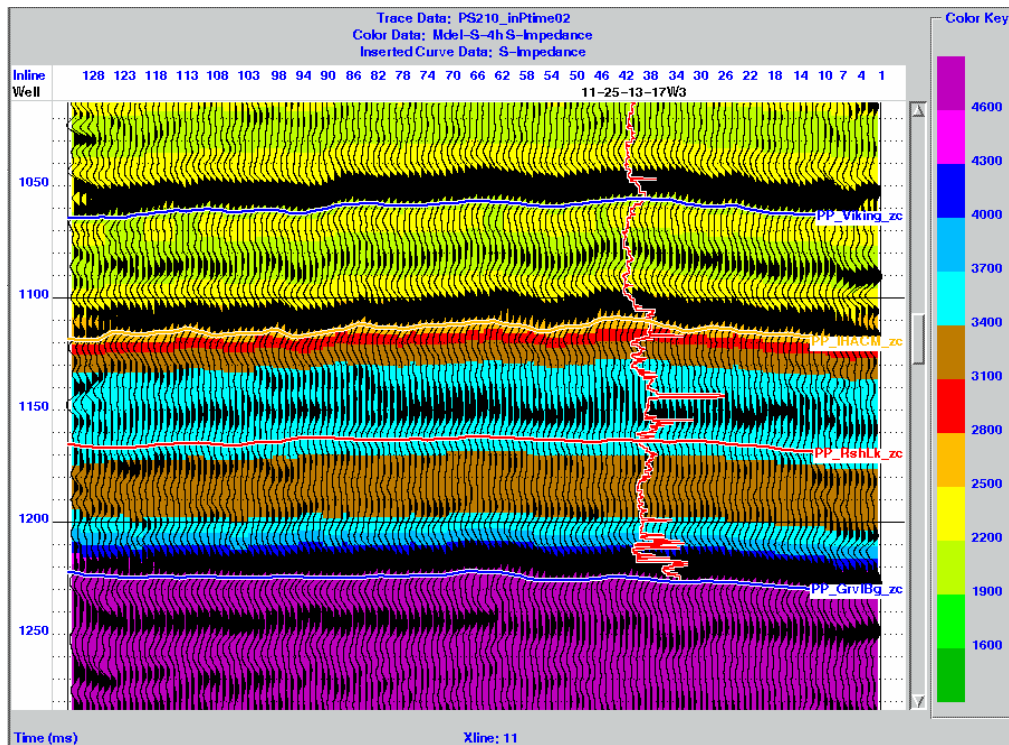 Trace Data: PS210_inPtime02
Color Data: Mdel-S-4h S-Impedance
Inserted Curve Data: S-Impedance
Color Key
Inline 128 123 118 113 108 103 98 94 90 86 82 78 74 70 66 62 58 54 50 46 42 38 34 30 26 22 18 14 10 7 4 1
Well 11-25-13-17W3
4600
4300
4000
3700
3400
3100
2800
2500
2200
1900
1600
1050
PP_Viking_zc
1100
PP_IHACM_zc
1150
PP_RshLk_zc
1200
PP_GrvlBg_zc
1250
Time (ms) Xline: 11